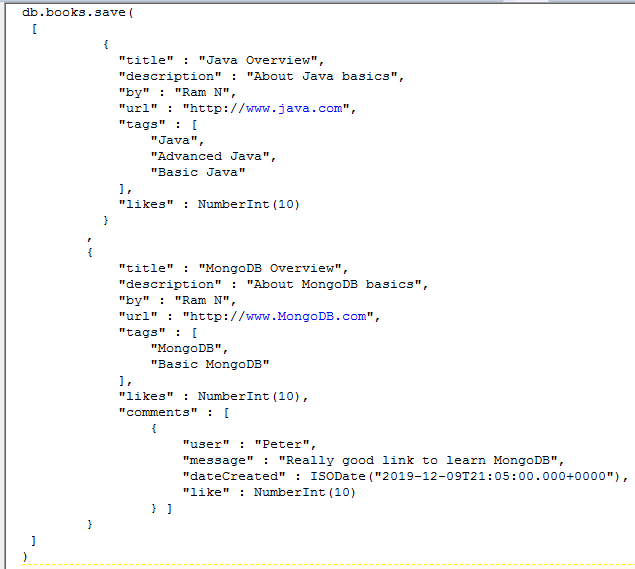 db.books.save(
[
{
"title" : "Java Overview",
"description" : "About Java basics",
"by" : "Ram N",
"url" : "http://www.java.com",
"tags" : [
"Java",
"Advanced Java",
"Basic Java"
],
"likes" : NumberInt(10)
}
,
{
"title" : "MongoDB Overview",
"description" : "About MongoDB basics",
"by" : "Ram N",
"url" : "http://www.MongoDB.com",
"tags" : [
"MongoDB",
"Basic MongoDB"
],
"likes" : NumberInt(10),
"comments" : [
{
"user" : "Peter",
"message" : "Really good link to learn MongoDB",
"dateCreated" : ISODate("2019-12-09T21:05:00.000+0000"),
"like" : NumberInt(10)
} ]
}
]
)